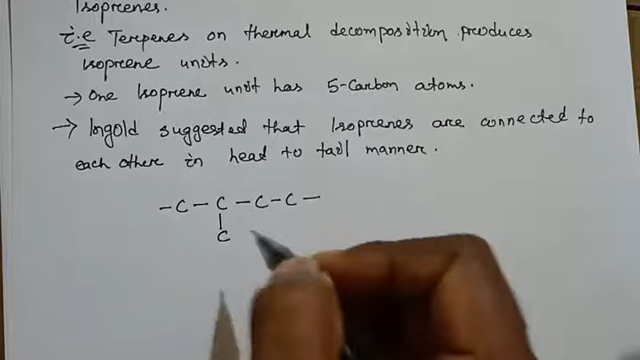 Isoprenes.
i.e Terpenes on thermal decomposition produces
isoprene units.
→ One Isoprene unit has 5-Carbon atoms.
→ Ingold suggested that Isoprenes are connected to
each other in head to tail manner.
– C – C – C – C –
|
C